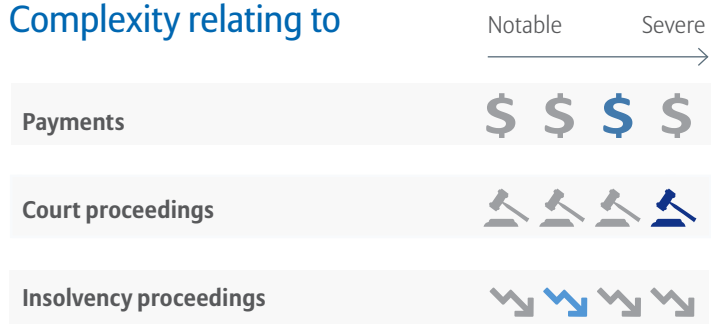 Complexity relating to
Notable Severe
Payments
$ $ $ $
Court proceedings
Insolvency proceedings